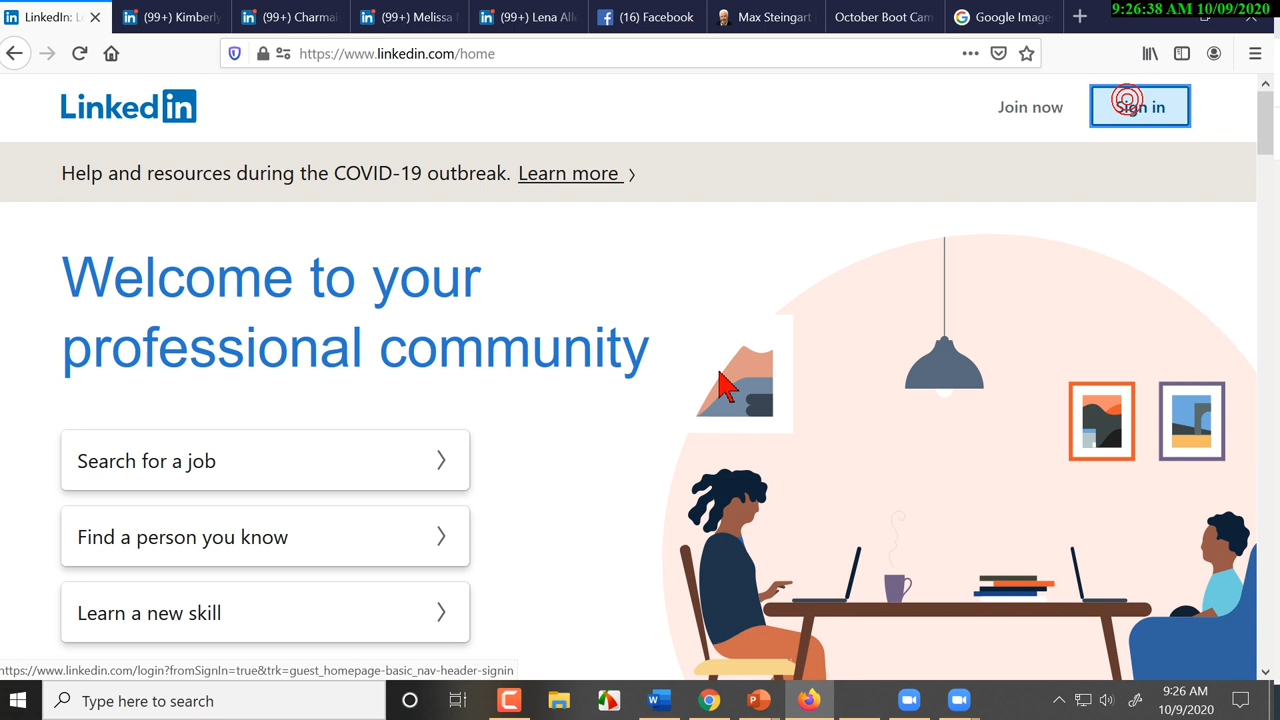 LinkedIn: L
(99+) Kimberly
(99+) Charmai
(99+) Melissa
(99+) Lena All
(16) Facebook
Max Steingart
October Boot Cam
Google Image
9:26:38 AM 10/09/2020
https://www.linkedin.com/home
Linkedin
Join now
Sign in
Help and resources during the COVID-19 outbreak. Learn more
Welcome to your
professional community
Search for a job
Find a person you know
Learn a new skill
https://www.linkedin.com/login?fromSignIn=true&trk=guest_homepage-basic_nav-header-signin
Type here to search
9:26 AM
10/9/2020